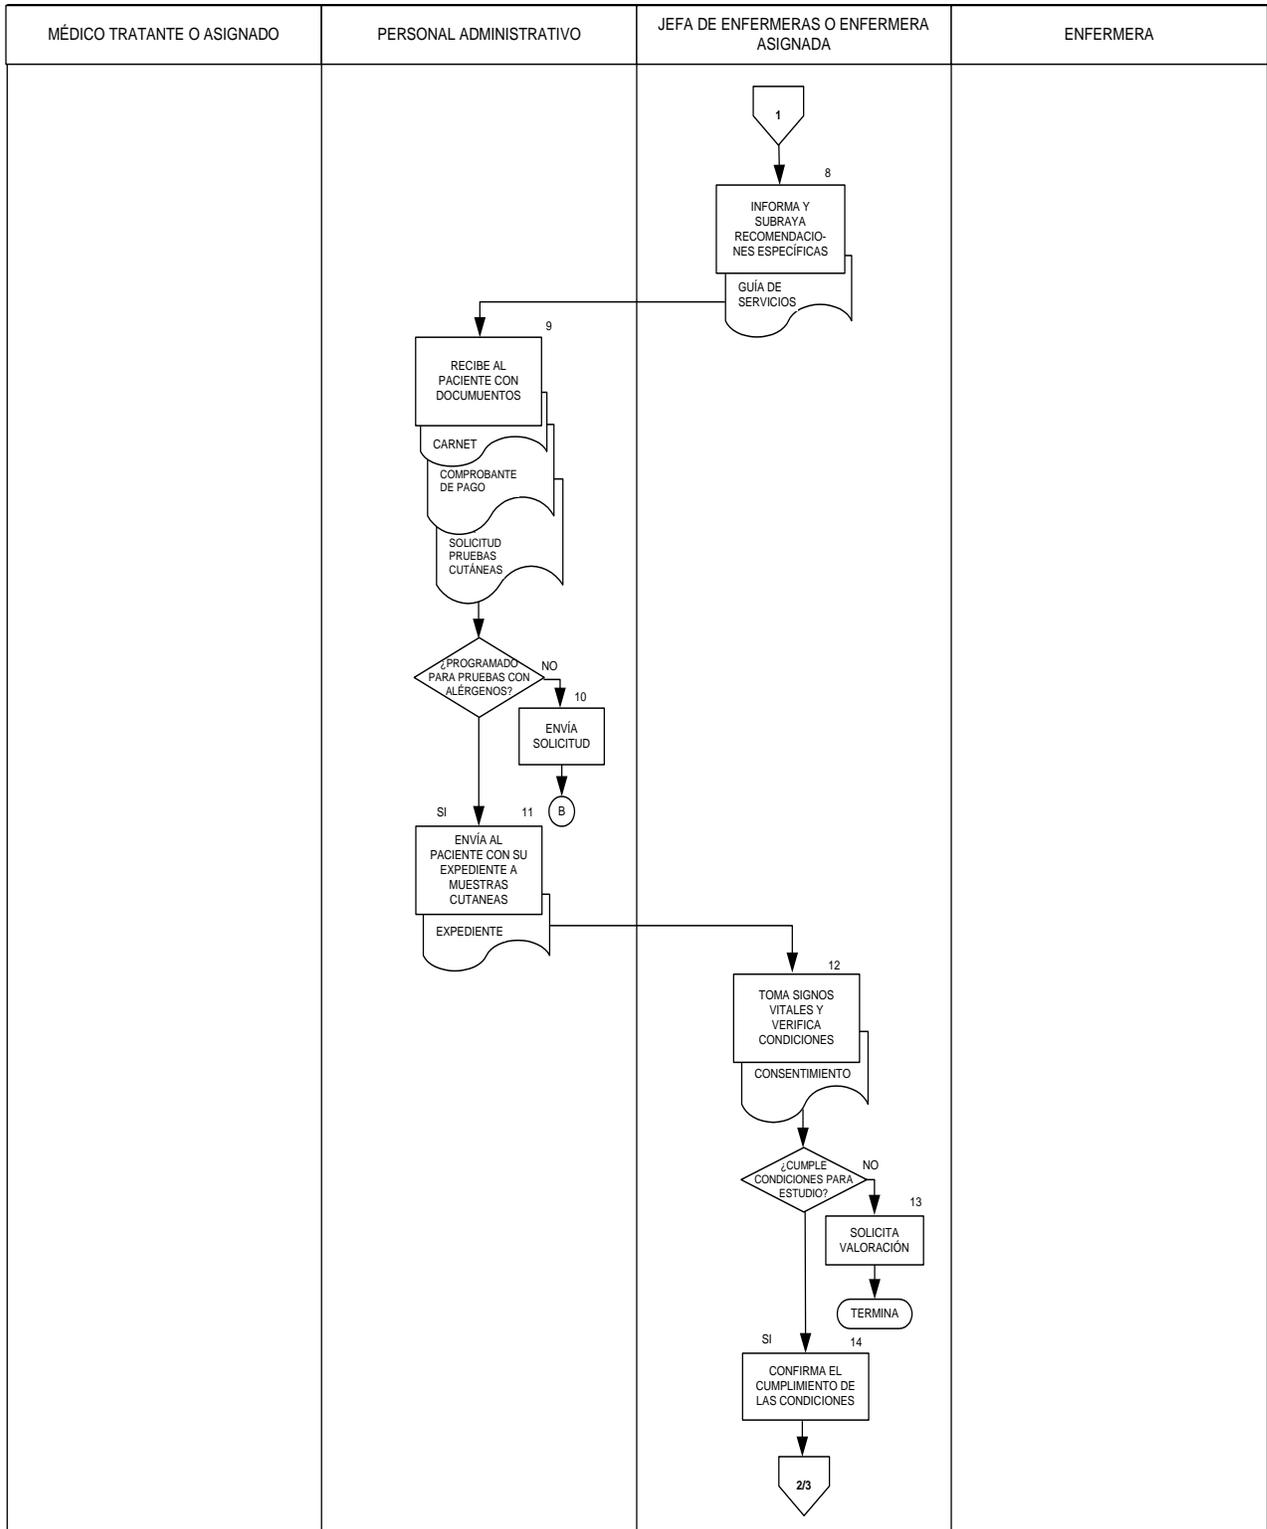 MÉDICO TRATANTE O ASIGNADO
PERSONAL ADMINISTRATIVO
JEFA DE ENFERMERAS O ENFERMERA
ASIGNADA
ENFERMERA
1
8
INFORMA Y
SUBRAYA
RECOMENDACIO-
NES ESPECÍFICAS
GUÍA DE
SERVICIOS
9
RECIBE AL
PACIENTE CON
DOCUMUENTOS
CARNET
COMPROBANTE
DE PAGO
SOLICITUD
PRUEBAS
CUTÁNEAS
¿PROGRAMADO
PARA PRUEBAS CON
ALÉRGENOS?
NO
10
ENVÍA
SOLICITUD
B
SI
11
ENVÍA AL
PACIENTE CON SU
EXPEDIENTE A
MUESTRAS
CUTANEAS
EXPEDIENTE
12
TOMA SIGNOS
VITALES Y
VERIFICA
CONDICIONES
CONSENTIMIENTO
¿CUMPLE
CONDICIONES PARA
ESTUDIO?
NO
13
SOLICITA
VALORACIÓN
TERMINA
SI
14
CONFIRMA EL
CUMPLIMIENTO DE
LAS CONDICIONES
2/3